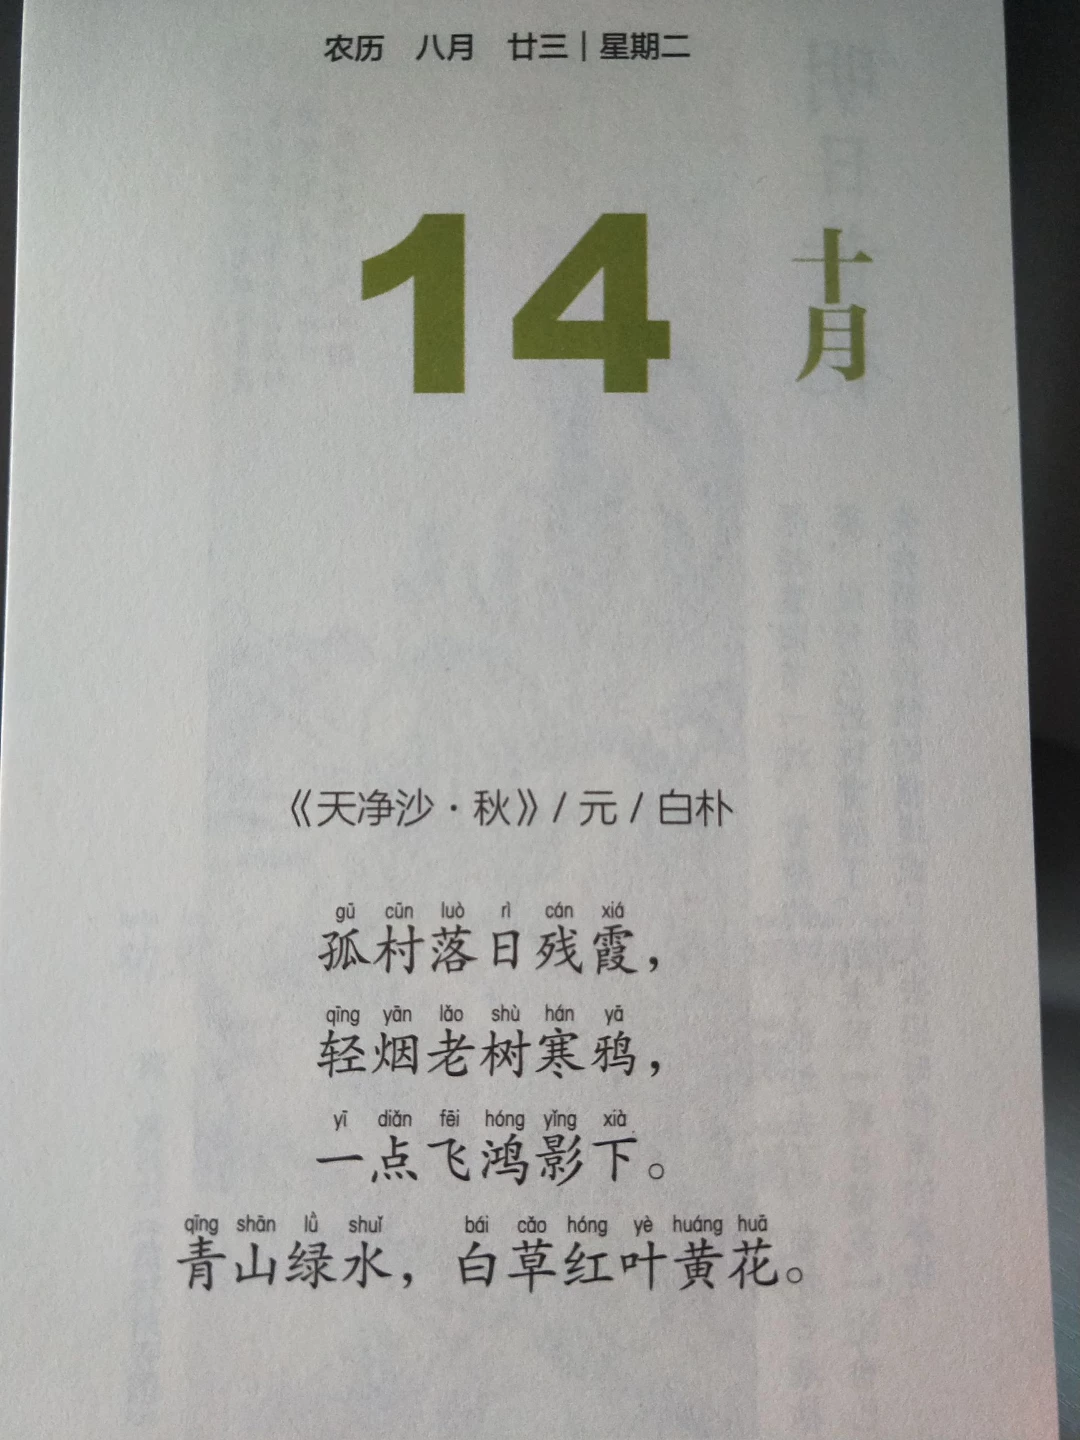 农历 八月 廿三｜星期二
14
十月
《天净沙·秋》/ 元 / 白朴
gū cūn luò rì cán xiá
孤村落日残霞，
qīng yān lǎo shù hán yā
轻烟老树寒鸦，
yī diǎn fēi hóng yǐng xià
一点飞鸿影下。
qīng shān lǜ shuǐ bái cǎo hóng yè huáng huā
青山绿水，白草红叶黄花。